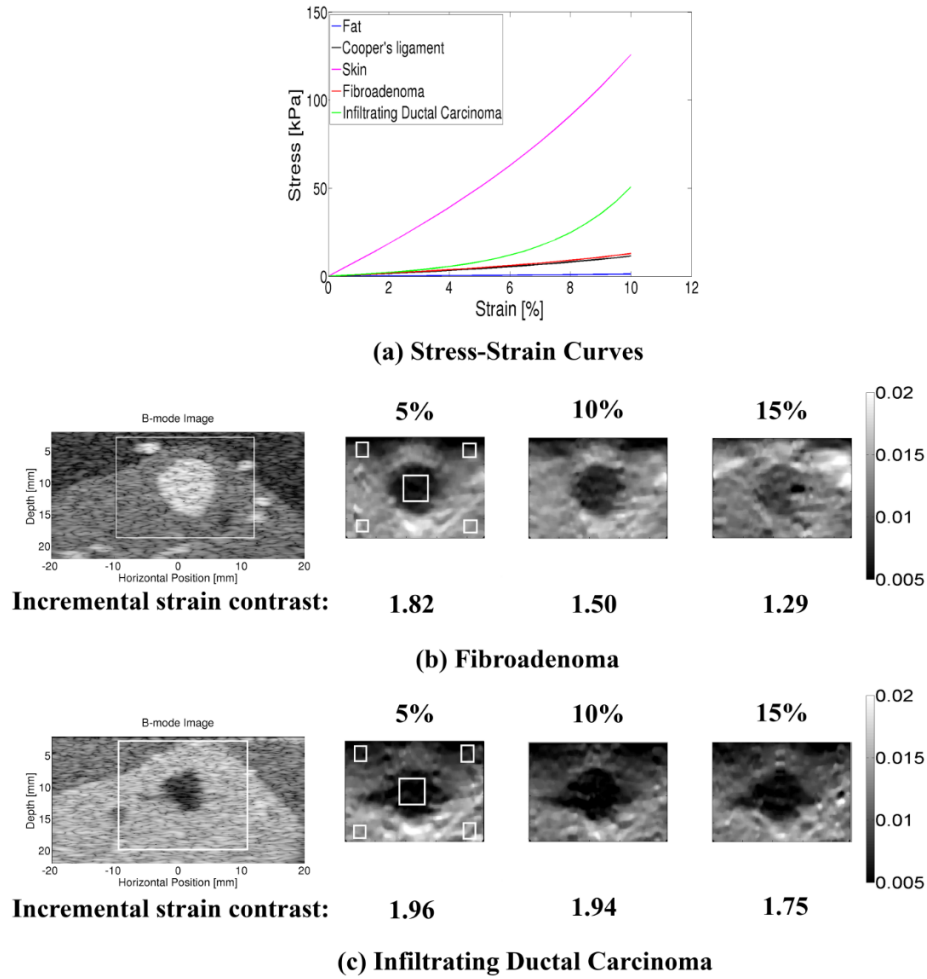 150
100
50
0
Stress [kPa]
Fat
Cooper's ligament
Skin
Fibroadenoma
Infiltrating Ductal Carcinoma
0 2 4 6 8 10 12
Strain [%]
(a) Stress-Strain Curves
B-mode Image
5% 10% 15%
5
10
15
20
Depth [mm]
-20 -10 0 10 20
Horizontal Position [mm]
0.02
0.015
0.01
0.005
Incremental strain contrast: 1.82 1.50 1.29
(b) Fibroadenoma
B-mode Image
5% 10% 15%
5
10
15
20
Depth [mm]
-20 -10 0 10 20
Horizontal Position [mm]
0.02
0.015
0.01
0.005
Incremental strain contrast: 1.96 1.94 1.75
(c) Infiltrating Ductal Carcinoma